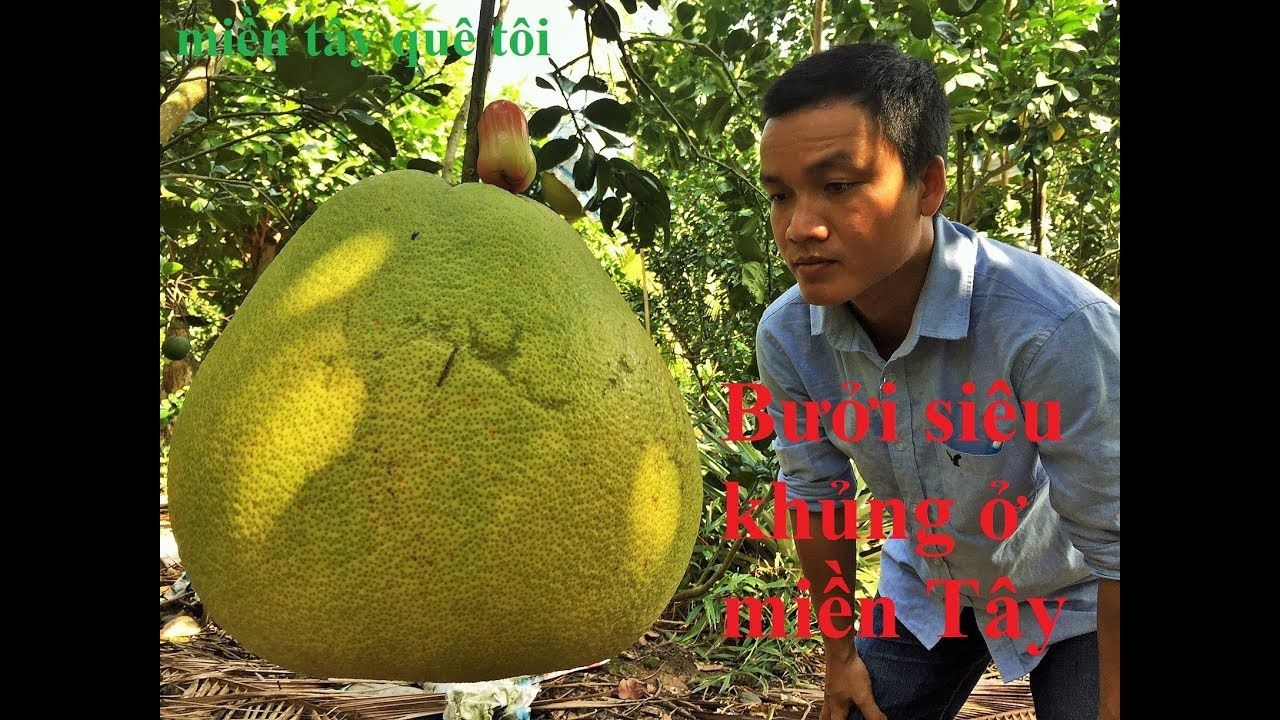 miền tây quê tôi
Bưởi siêu
khủng ở
miền Tây